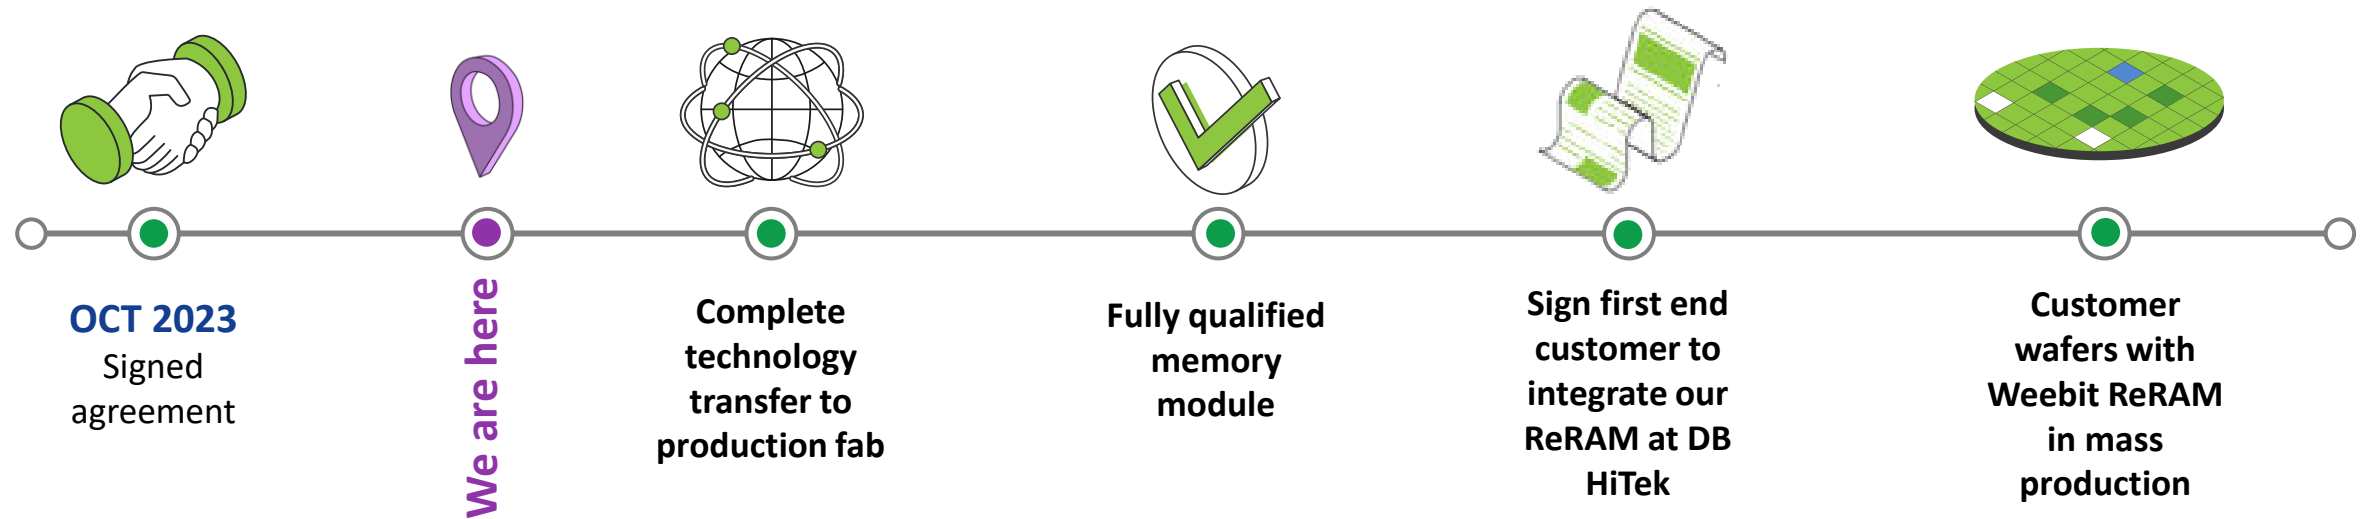 OCT 2023
Signed
agreement
We are here
Complete
technology
transfer to
production fab
Fully qualified
memory
module
Sign first end
customer to
integrate our
ReRAM at DB
HiTek
Customer
wafers with
Weebit ReRAM
in mass
production